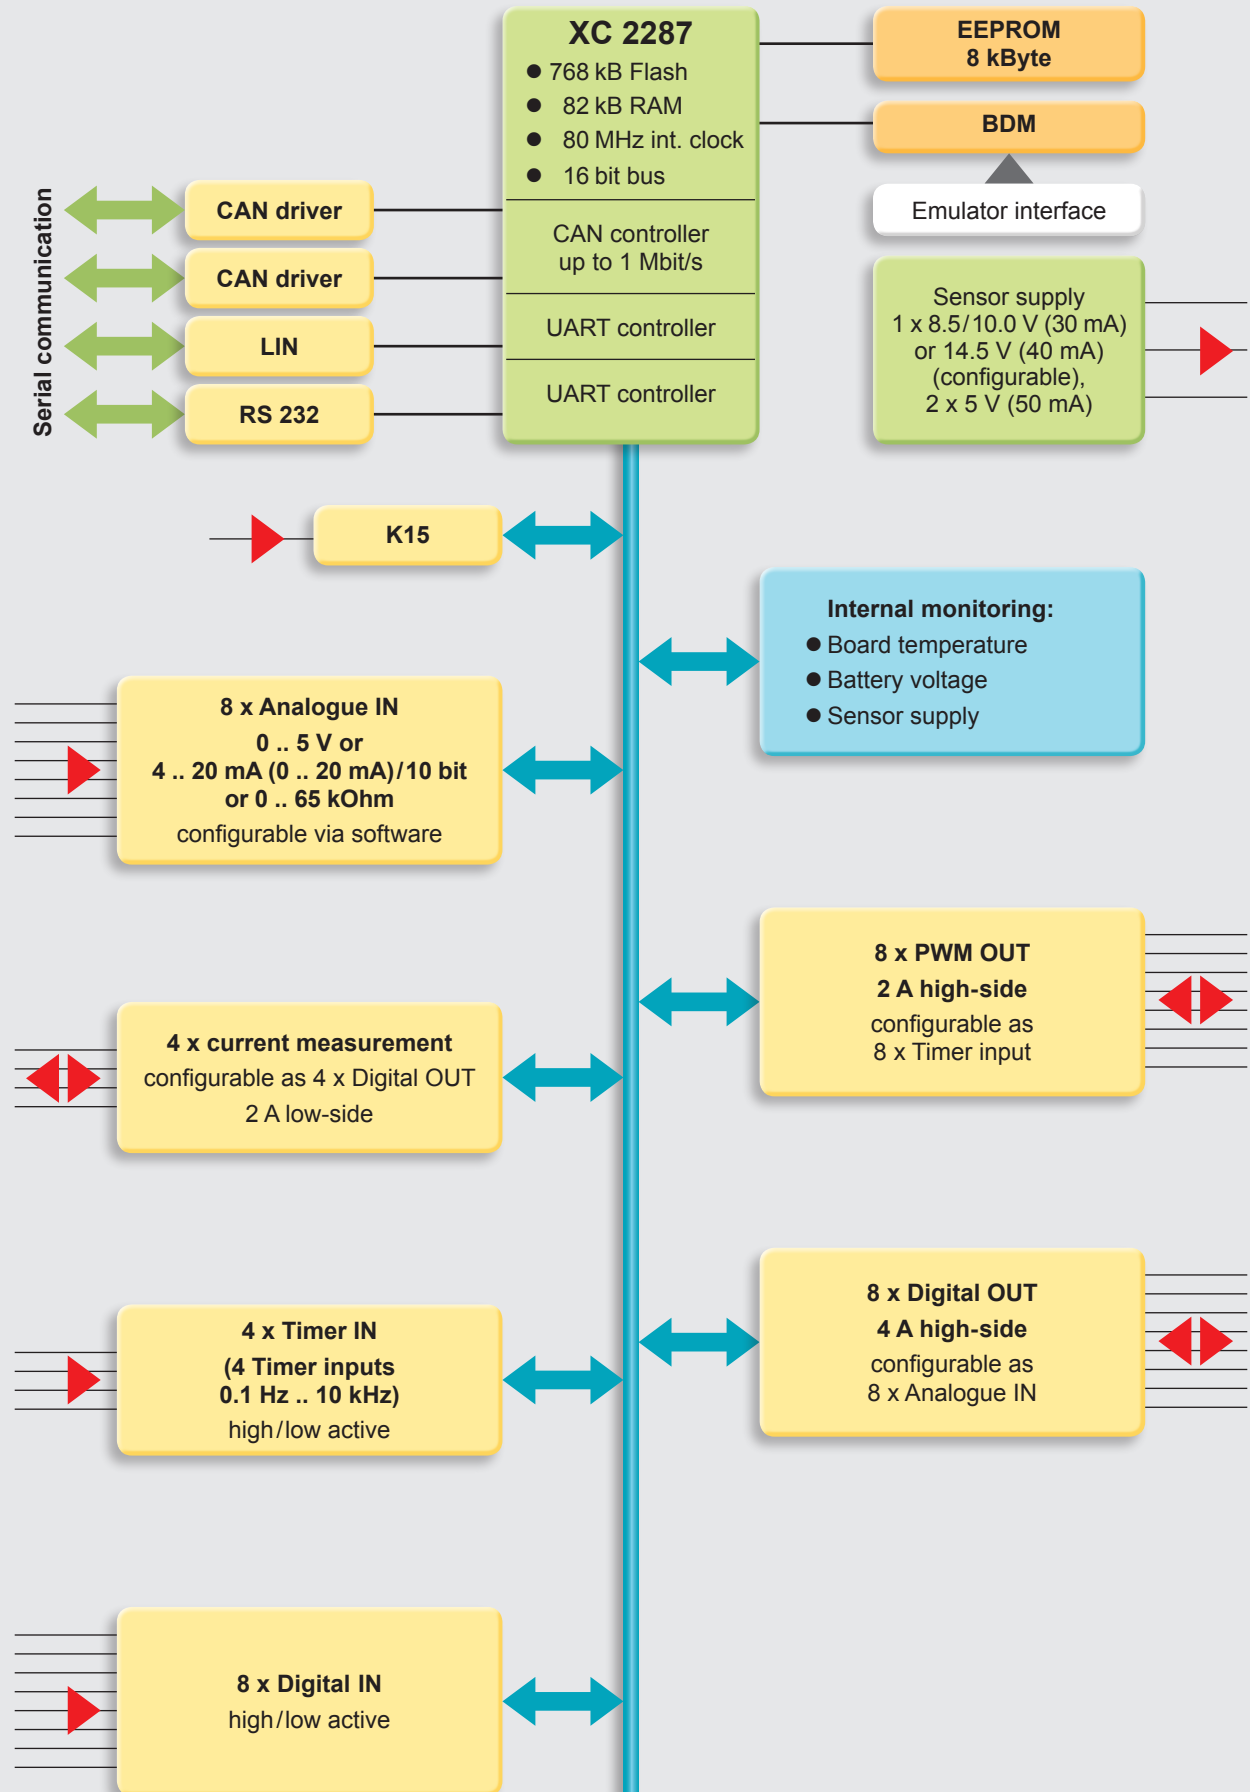 XC 2287
● 768 kB Flash
● 82 kB RAM
● 80 MHz int. clock
● 16 bit bus
CAN controller
up to 1 Mbit/s
UART controller
UART controller
EEPROM
8 kByte
BDM
Emulator interface
Sensor supply
1 x 8.5/10.0 V (30 mA)
or 14.5 V (40 mA)
(configurable),
2 x 5 V (50 mA)
Serial communication
CAN driver
CAN driver
LIN
RS 232
K15
Internal monitoring:
● Board temperature
● Battery voltage
● Sensor supply
8 x Analogue IN
0 .. 5 V or
4 .. 20 mA (0 .. 20 mA)/10 bit
or 0 .. 65 kOhm
configurable via software
8 x PWM OUT
2 A high-side
configurable as
8 x Timer input
4 x current measurement
configurable as 4 x Digital OUT
2 A low-side
8 x Digital OUT
4 A high-side
configurable as
8 x Analogue IN
4 x Timer IN
(4 Timer inputs
0.1 Hz .. 10 kHz)
high/low active
8 x Digital IN
high/low active